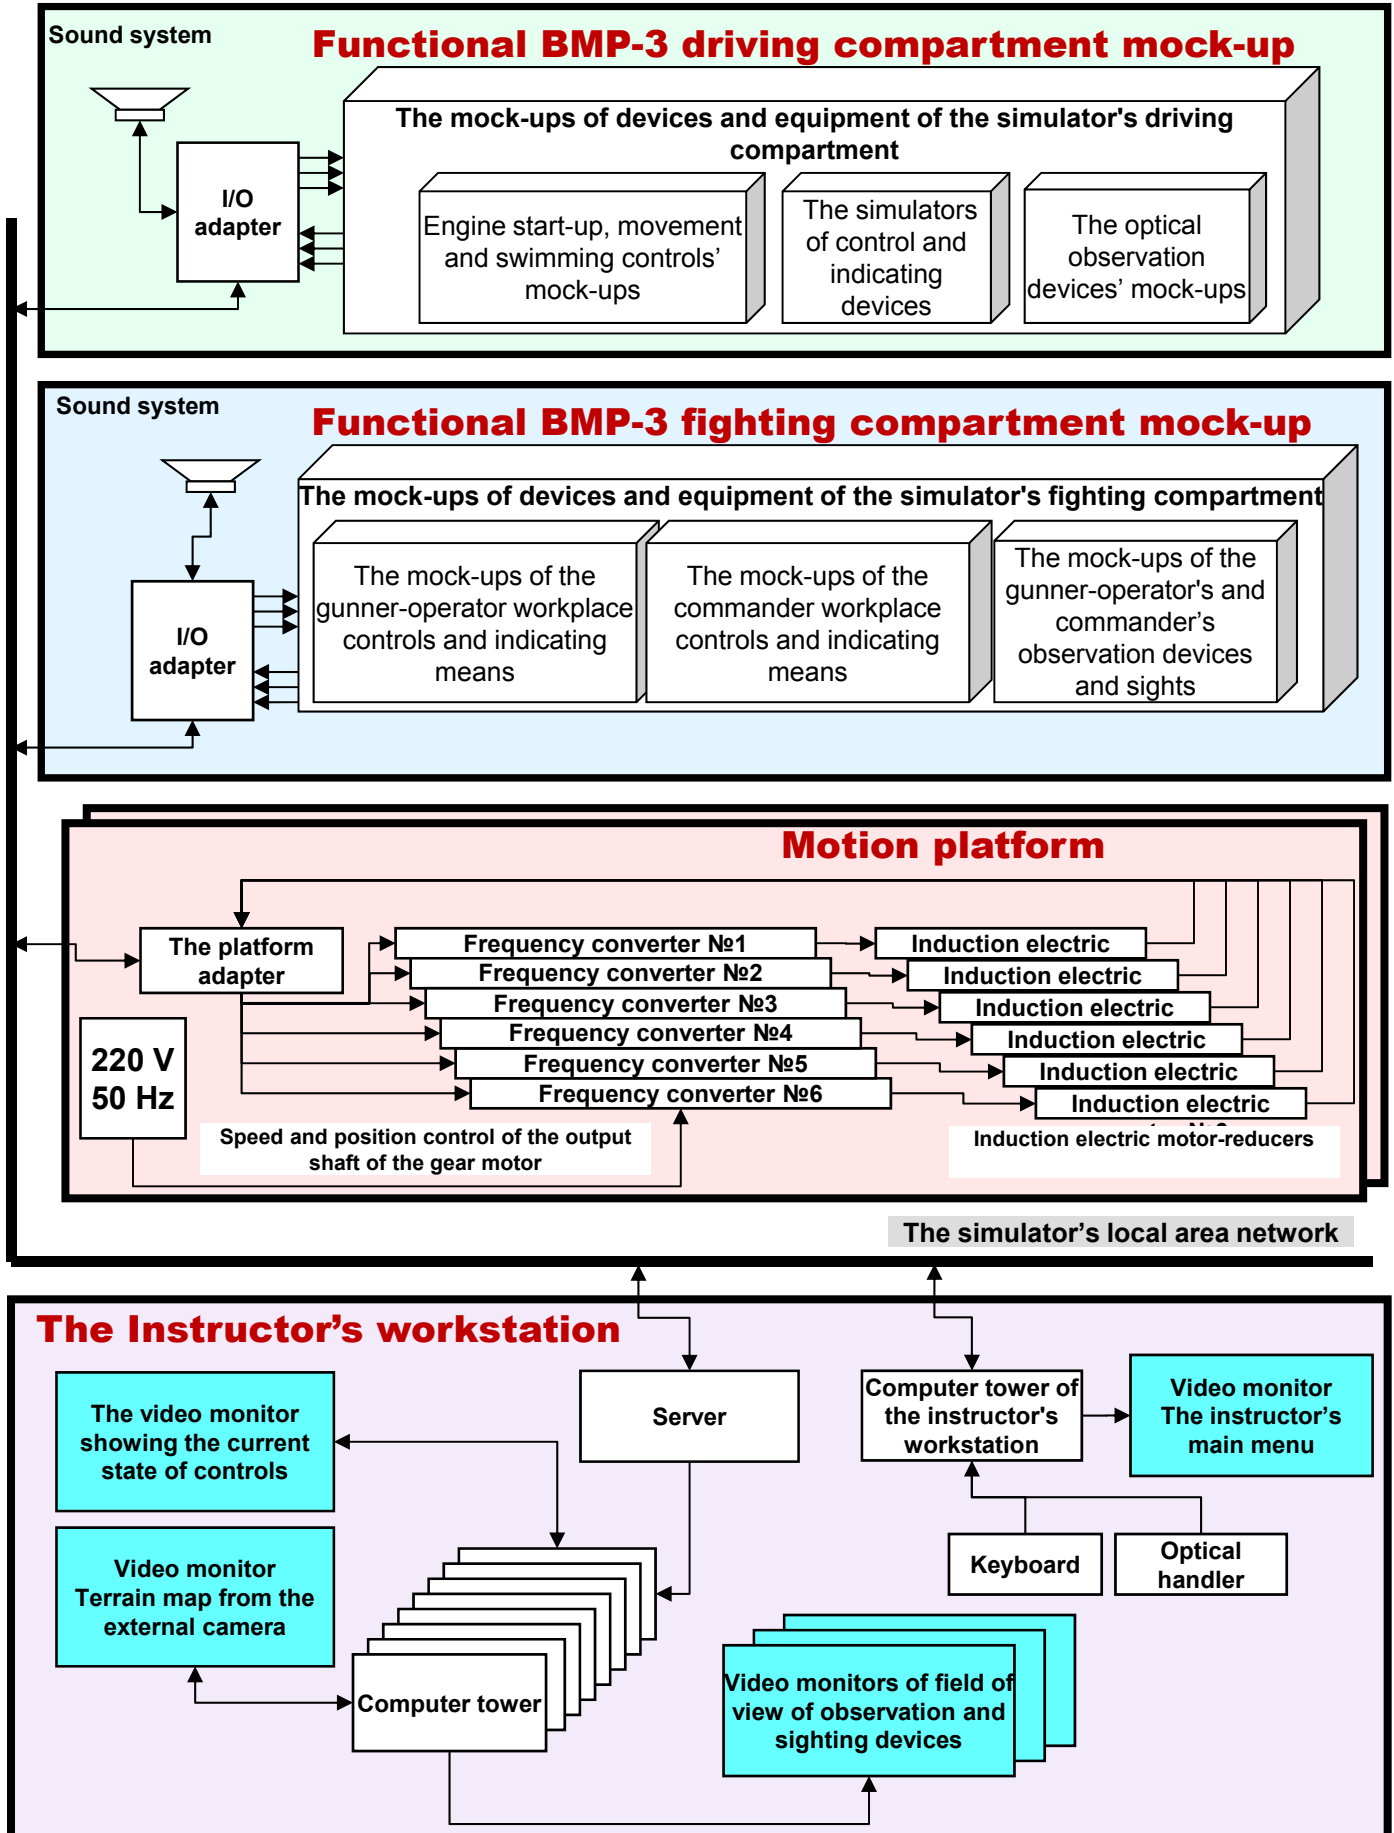 Sound system
Functional BMP-3 driving compartment mock-up
The mock-ups of devices and equipment of the simulator's driving
compartment
I/O
adapter
Engine start-up, movement
and swimming controls’
mock-ups
The simulators
of control and
indicating
devices
The optical
observation
devices’ mock-ups
Sound system
Functional BMP-3 fighting compartment mock-up
The mock-ups of devices and equipment of the simulator's fighting compartment
I/O
adapter
The mock-ups of the
gunner-operator workplace
controls and indicating
means
The mock-ups of the
commander workplace
controls and indicating
means
The mock-ups of the
gunner-operator's and
commander’s
observation devices
and sights
Motion platform
The platform
adapter
Frequency converter №1
Frequency converter №2
Frequency converter №3
Frequency converter №4
Frequency converter №5
Frequency converter №6
Induction electric
Induction electric
Induction electric
Induction electric
Induction electric
Induction electric
220 V
50 Hz
Speed and position control of the output
shaft of the gear motor
Induction electric motor-reducers
The simulator’s local area network
The Instructor’s workstation
The video monitor
showing the current
state of controls
Server
Computer tower of
the instructor's
workstation
Video monitor
The instructor’s
main menu
Keyboard
Optical
handler
Video monitor
Terrain map from the
external camera
Computer tower
Video monitors of field of
view of observation and
sighting devices